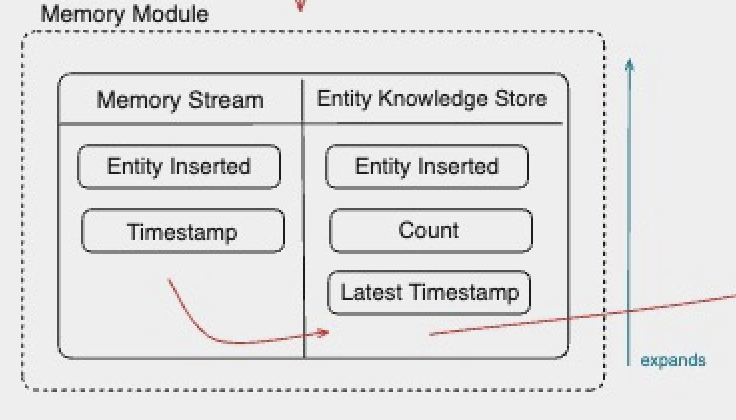 Memory Module
Memory Stream
Entity Knowledge Store
Entity Inserted
Entity Inserted
Timestamp
Count
Latest Timestamp
expands